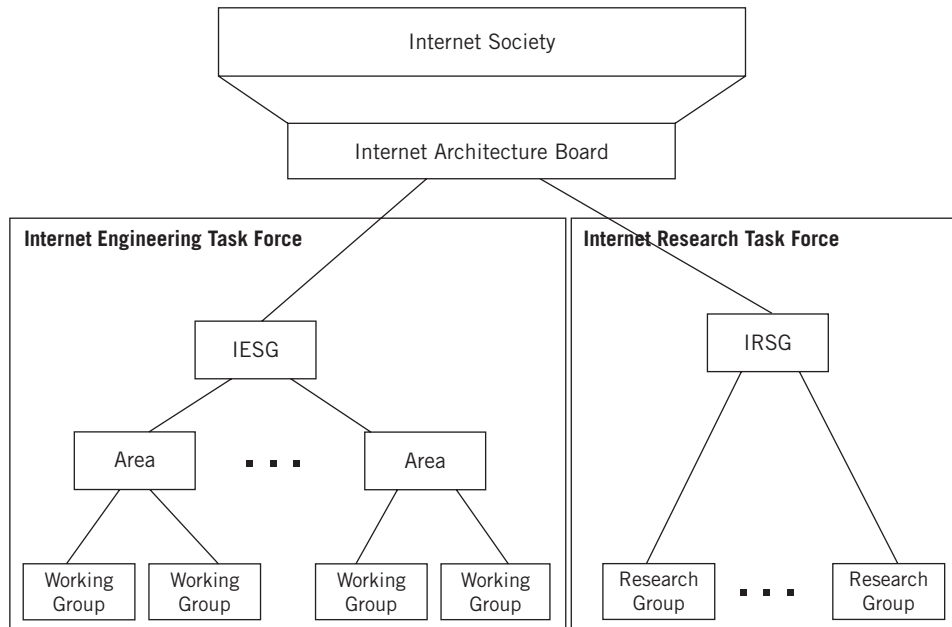 Internet Society
Internet Architecture Board
Internet Engineering Task Force
Internet Research Task Force
IESG
IRSG
Area
Area
Working
Group
Working
Group
Working
Group
Working
Group
Research
Group
Research
Group